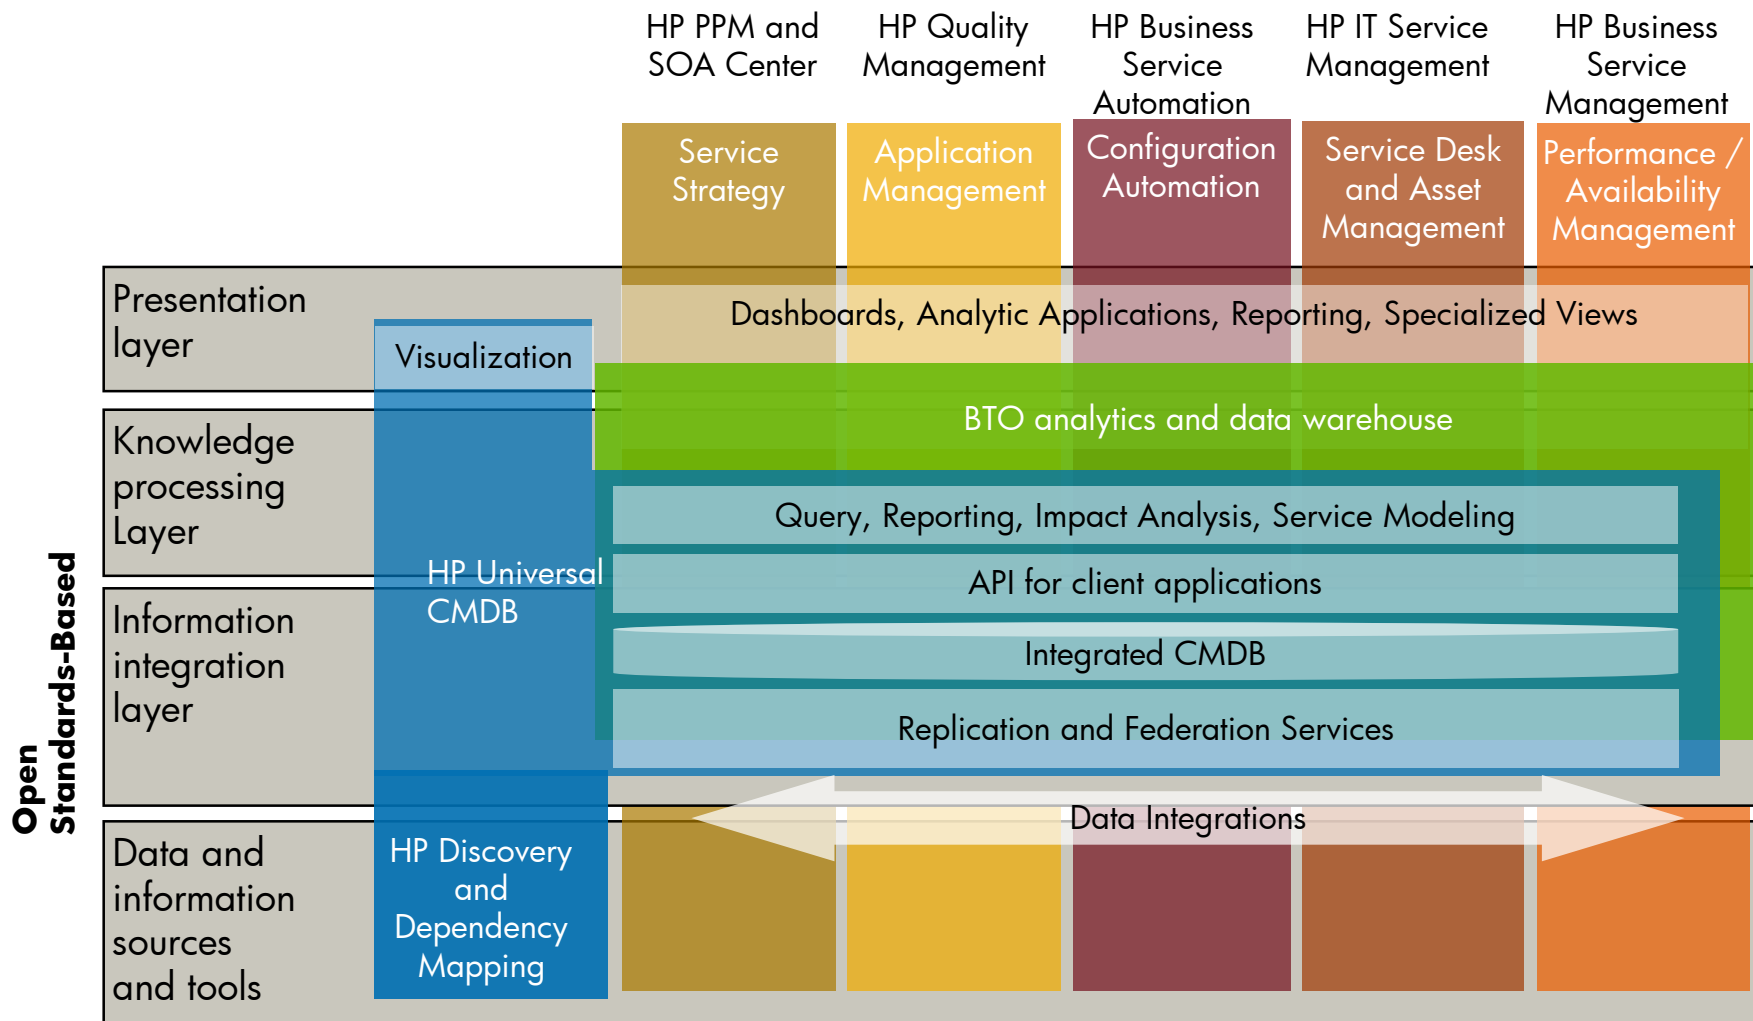 HP PPM and
SOA Center
HP Quality
Management
HP Business
Service
Automation
HP IT Service
Management
HP Business
Service
Management
Service
Strategy
Application
Management
Configuration
Automation
Service Desk
and Asset
Management
Performance /
Availability
Management
Presentation
layer
Dashboards, Analytic Applications, Reporting, Specialized Views
Visualization
BTO analytics and data warehouse
Knowledge
processing
Layer
Query, Reporting, Impact Analysis, Service Modeling
HP Universal
CMDB
API for client applications
Information
integration
layer
Integrated CMDB
Replication and Federation Services
Open
Standards-Based
Data Integrations
Data and
information
sources
and tools
HP Discovery
and
Dependency
Mapping